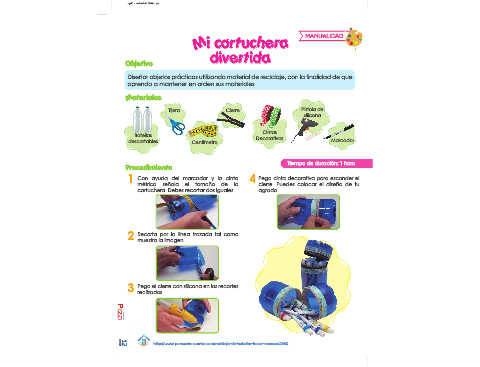 MANUALIDAD
Mi cartuchera
divertida
Objetivo
Diseñar objetos prácticos utilizando material de reciclaje, con la finalidad de que
aprenda a mantener en orden sus materiales
Materiales
Botellas
descartables
Tijera
Centímetro
Cierre
Cintas
Decorativas
Pistola de
silicona
Marcador
Tiempo de duración: 1 hora
Procedimiento
1 Con ayuda del marcador y la cinta
métrica señala el tamaño de la
cartuchera. Debes recortar dos iguales
2 Recorta por la línea trazada tal como
muestra la imagen
3 Pega el cierre con silicona en los recortes
realizados
4 Pega cinta decorativa para esconder el
cierre. Puedes colocar el diseño de tu
agrado